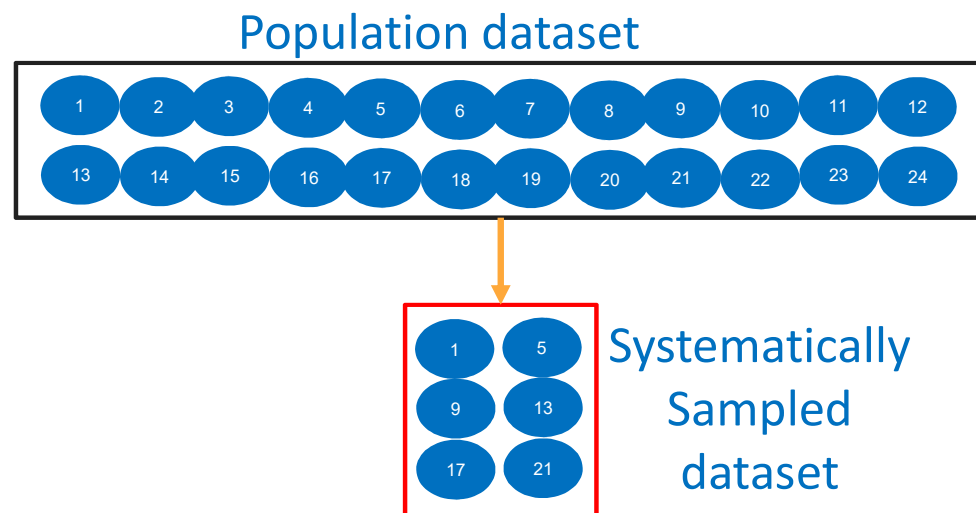 Population dataset
1 2 3 4 5 6 7 8 9 10 11 12
13 14 15 16 17 18 19 20 21 22 23 24
1 5
9 13
17 21
Systematically
Sampled
dataset